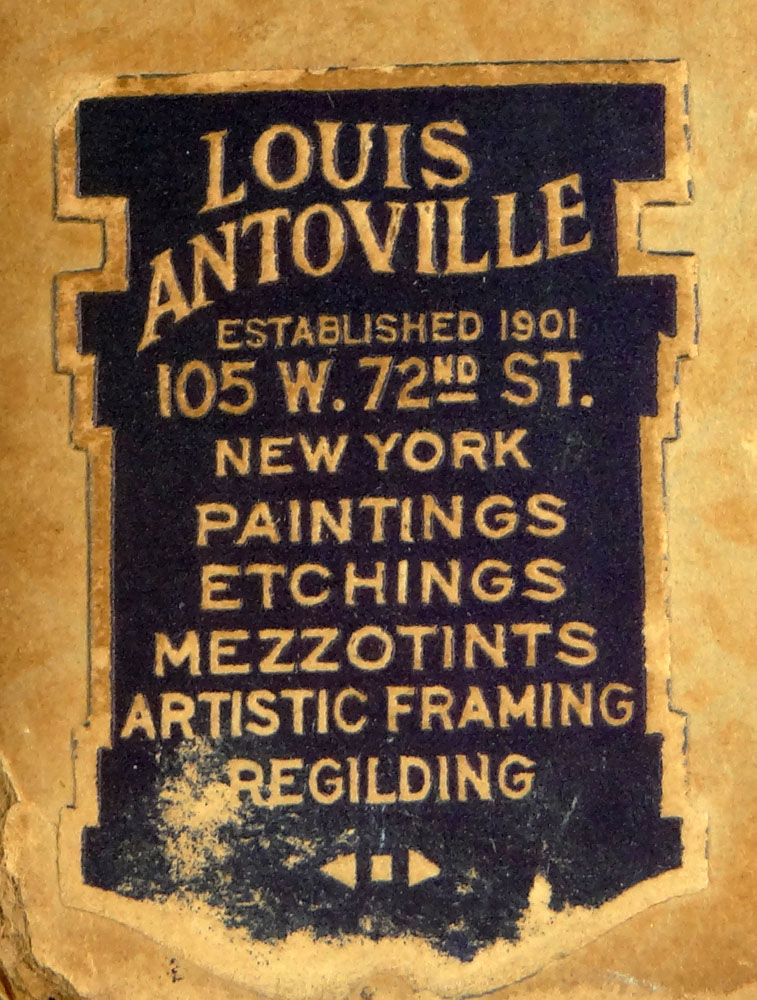 LOUIS
ANTOVILLE
ESTABLISHED 1901
105 W. 72ND ST.
NEW YORK
PAINTINGS
ETCHINGS
MEZZOTINTS
ARTISTIC FRAMING
REGILDING